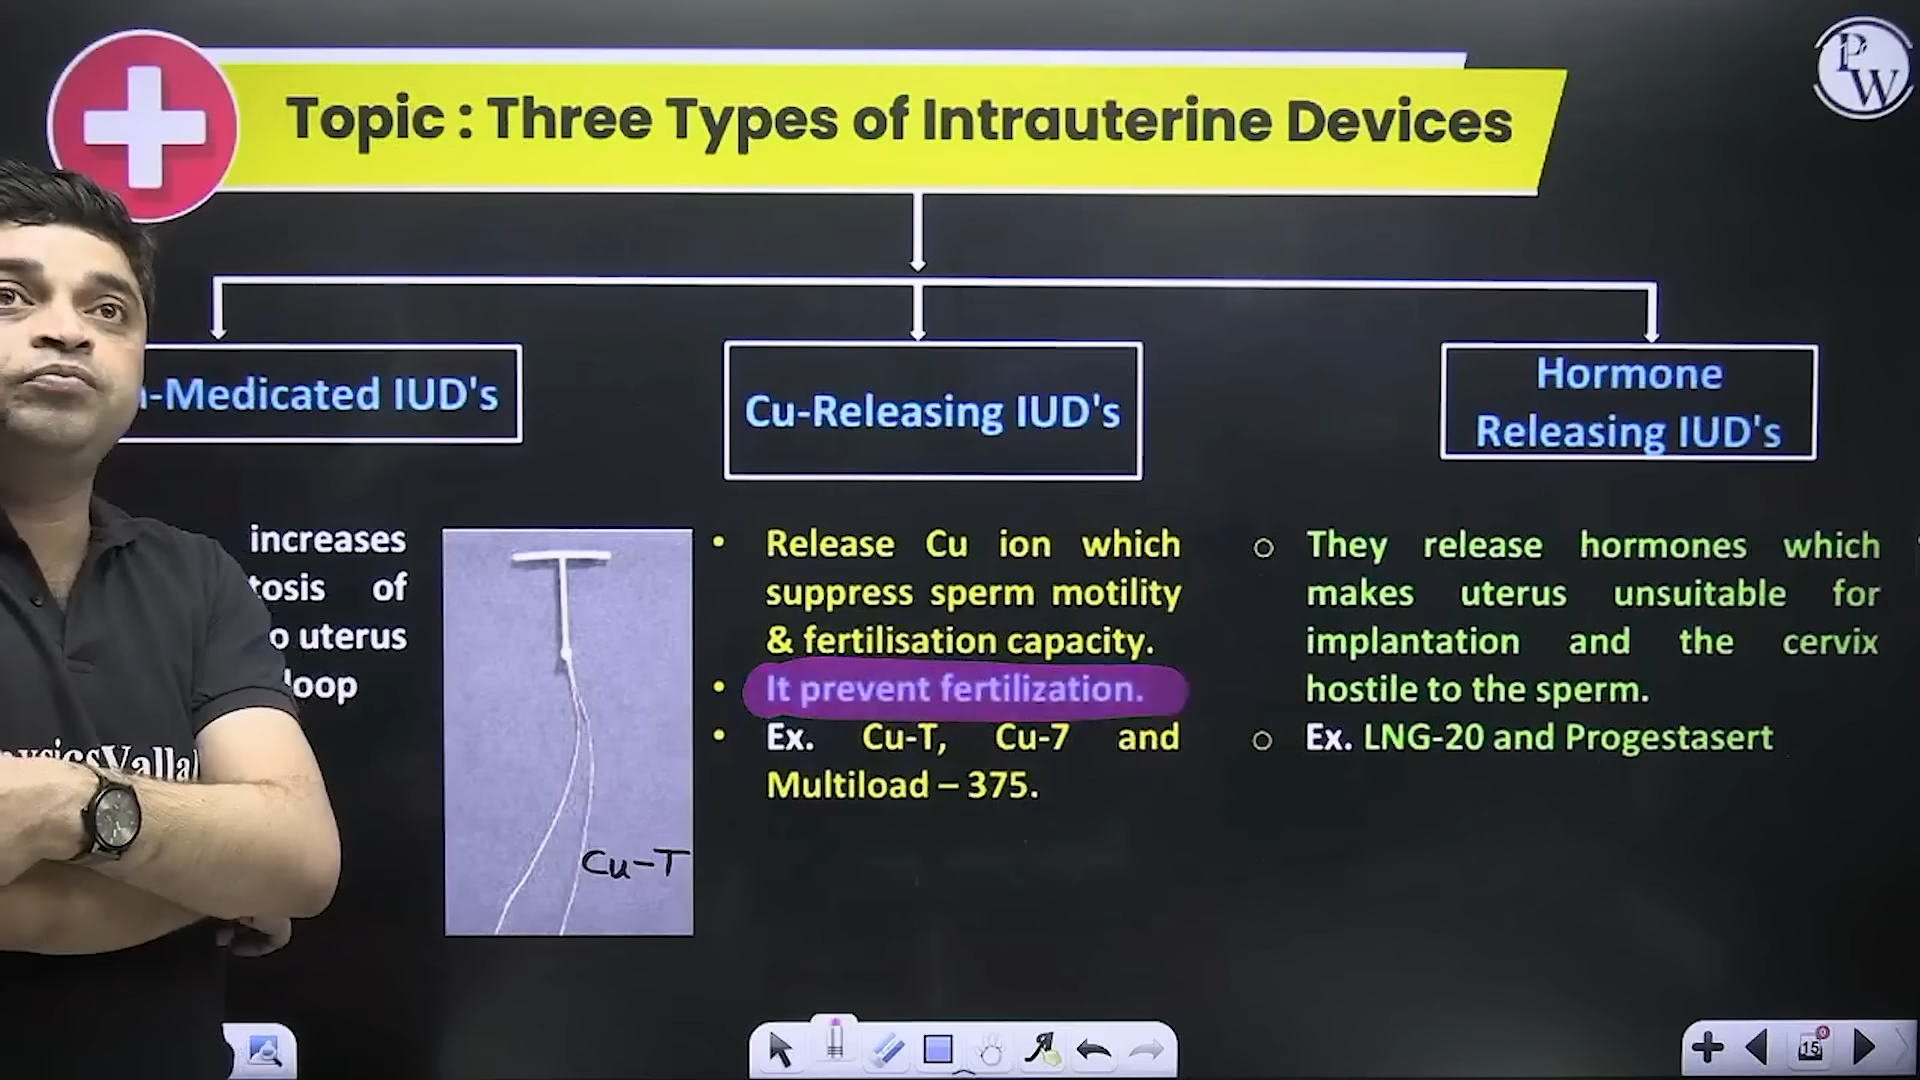 PW
Topic : Three Types of Intrauterine Devices
-Medicated IUD's
Cu-Releasing IUD's
Hormone
Releasing IUD's
increases
tosis of
o uterus
loop
Cu-T
• Release Cu ion which
suppress sperm motility
& fertilisation capacity.
• It prevent fertilization.
• Ex. Cu-T, Cu-7 and
Multiload – 375.
o They release hormones which
makes uterus unsuitable for
implantation and the cervix
hostile to the sperm.
o Ex. LNG-20 and Progestasert
ysicsValla
15
0